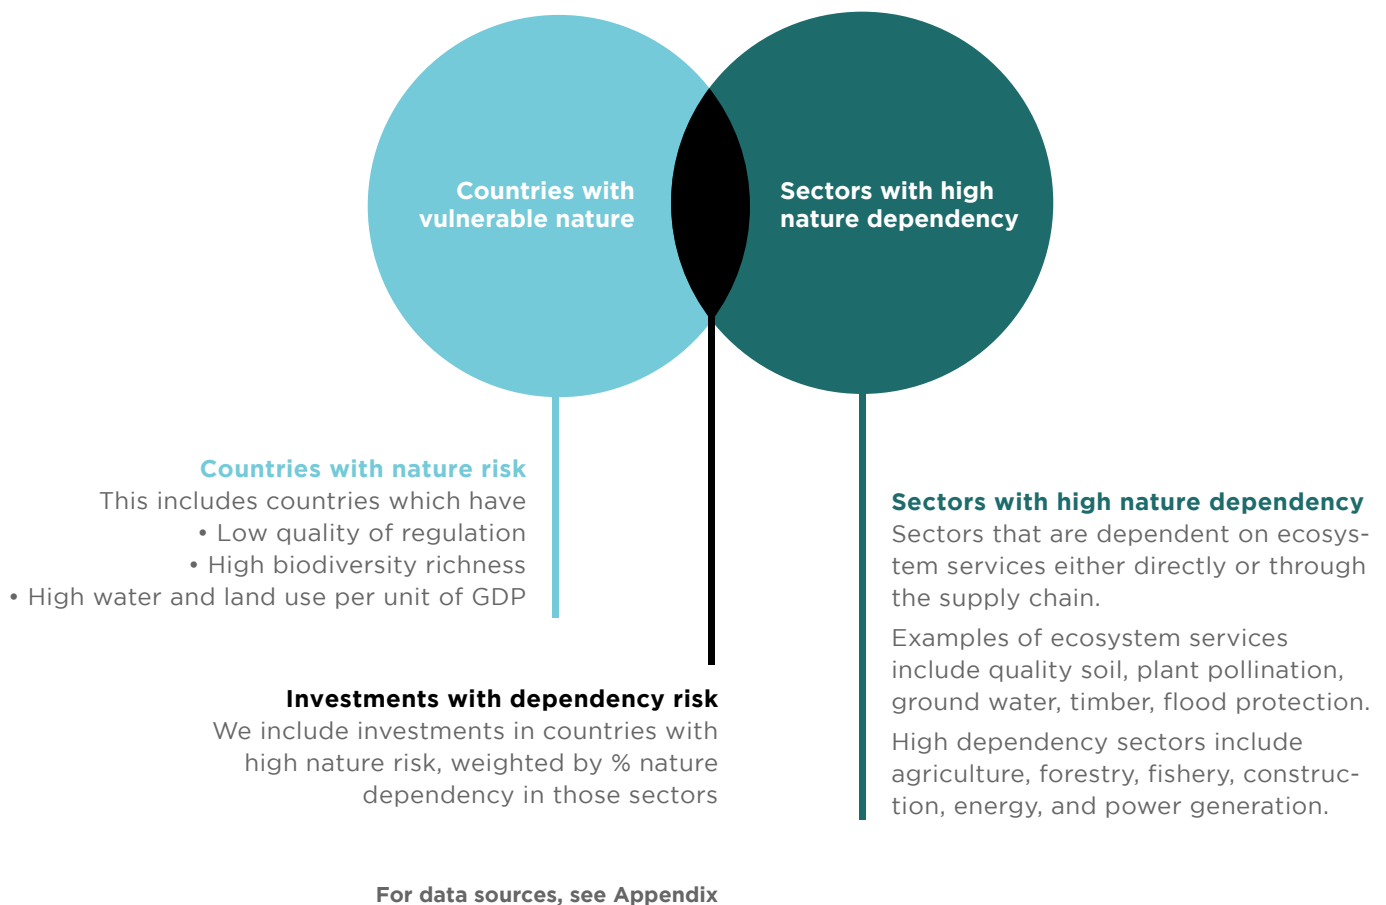 Countries with
vulnerable nature
Sectors with high
nature dependency
Countries with nature risk
This includes countries which have
• Low quality of regulation
• High biodiversity richness
• High water and land use per unit of GDP
Investments with dependency risk
We include investments in countries with
high nature risk, weighted by % nature
dependency in those sectors
Sectors with high nature dependency
Sectors that are dependent on ecosys-
tem services either directly or through
the supply chain.
Examples of ecosystem services
include quality soil, plant pollination,
ground water, timber, flood protection.
High dependency sectors include
agriculture, forestry, fishery, construc-
tion, energy, and power generation.
For data sources, see Appendix